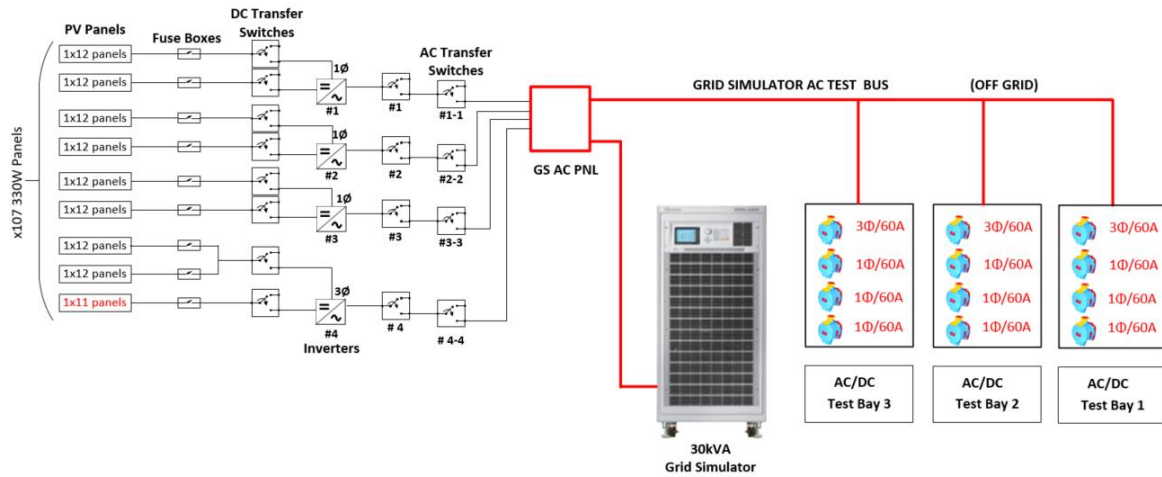 PV Panels
Fuse Boxes
DC Transfer
Switches
AC Transfer
Switches
x107 330W Panels
1x12 panels
1x12 panels
1x12 panels
1x12 panels
1x12 panels
1x12 panels
1x12 panels
1x12 panels
1x11 panels
1Ø
#1
#1
#1-1
1Ø
#2
#2
#2-2
1Ø
#3
#3
#3-3
3Ø
#4
# 4
# 4-4
Inverters
GS AC PNL
GRID SIMULATOR AC TEST BUS
(OFF GRID)
30kVA
Grid Simulator
3Φ/60A
1Φ/60A
1Φ/60A
1Φ/60A
AC/DC
Test Bay 3
3Φ/60A
1Φ/60A
1Φ/60A
1Φ/60A
AC/DC
Test Bay 2
3Φ/60A
1Φ/60A
1Φ/60A
1Φ/60A
AC/DC
Test Bay 1